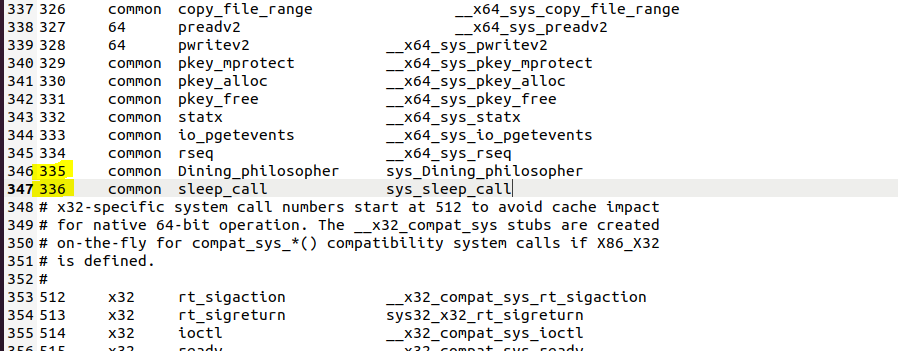 337 326 common copy_file_range __x64_sys_copy_file_range
338 327 64 preadv2 __x64_sys_preadv2
339 328 64 pwritev2 __x64_sys_pwritev2
340 329 common pkey_mprotect __x64_sys_pkey_mprotect
341 330 common pkey_alloc __x64_sys_pkey_alloc
342 331 common pkey_free __x64_sys_pkey_free
343 332 common statx __x64_sys_statx
344 333 common io_pgetevents __x64_sys_io_pgetevents
345 334 common rseq __x64_sys_rseq
346 335 common Dining_philosopher sys_Dining_philosopher
347 336 common sleep_call sys_sleep_call
348 # x32-specific system call numbers start at 512 to avoid cache impact
349 # for native 64-bit operation. The __x32_compat_sys stubs are created
350 # on-the-fly for compat_sys_*() compatibility system calls if X86_X32
351 # is defined.
352 #
353 512 x32 rt_sigaction __x32_compat_sys_rt_sigaction
354 513 x32 rt_sigreturn sys32_x32_rt_sigreturn
355 514 x32 ioctl __x32_compat_sys_ioctl
356 515 x32 readv __x32_compat_sys_readv